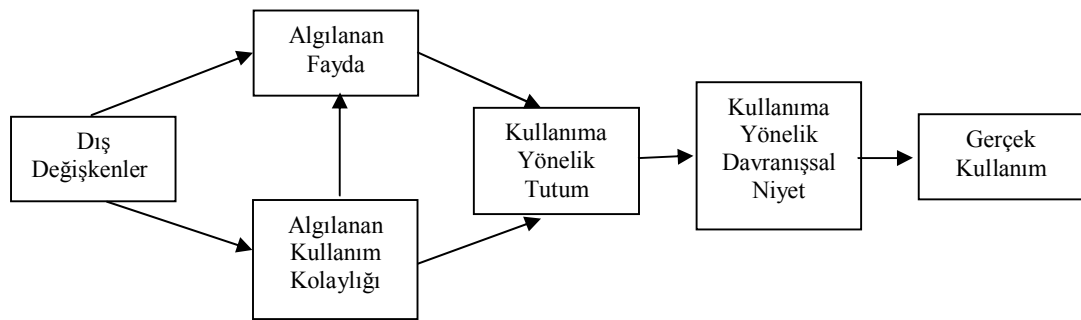 Dış
Değişkenler
Algılanan
Fayda
Algılanan
Kullanım
Kolaylığı
Kullanıma
Yönelik
Tutum
Kullanıma
Yönelik
Davranışsal
Niyet
Gerçek
Kullanım